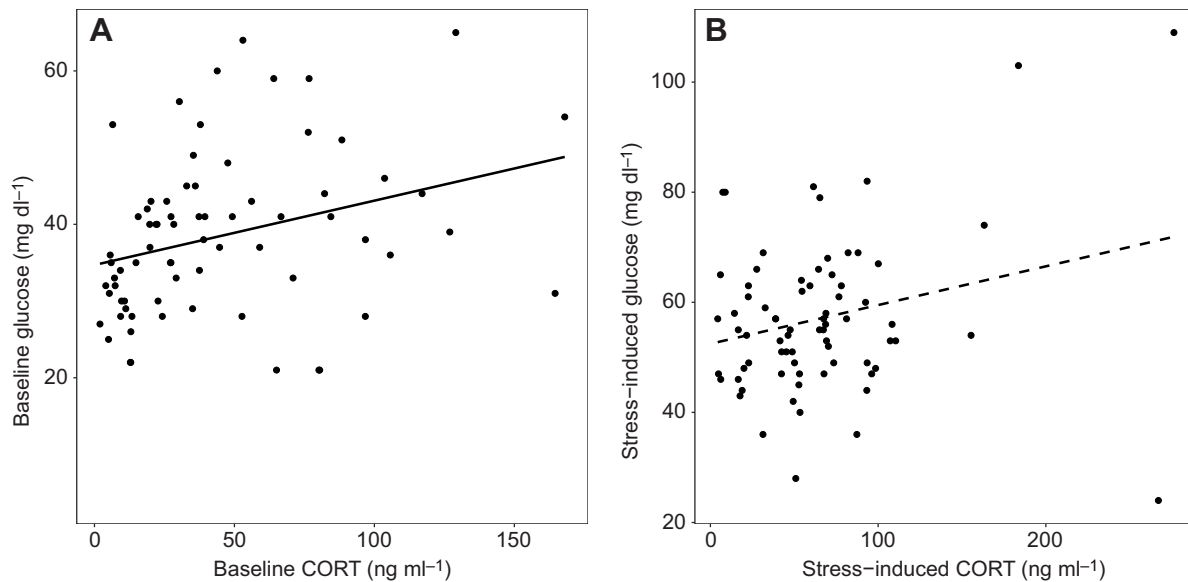 A
60
40
20
Baseline glucose (mg dl⁻¹)
0
50
100
150
Baseline CORT (ng ml⁻¹)
B
100
80
60
40
20
Stress−induced glucose (mg dl⁻¹)
0
100
200
Stress−induced CORT (ng ml⁻¹)